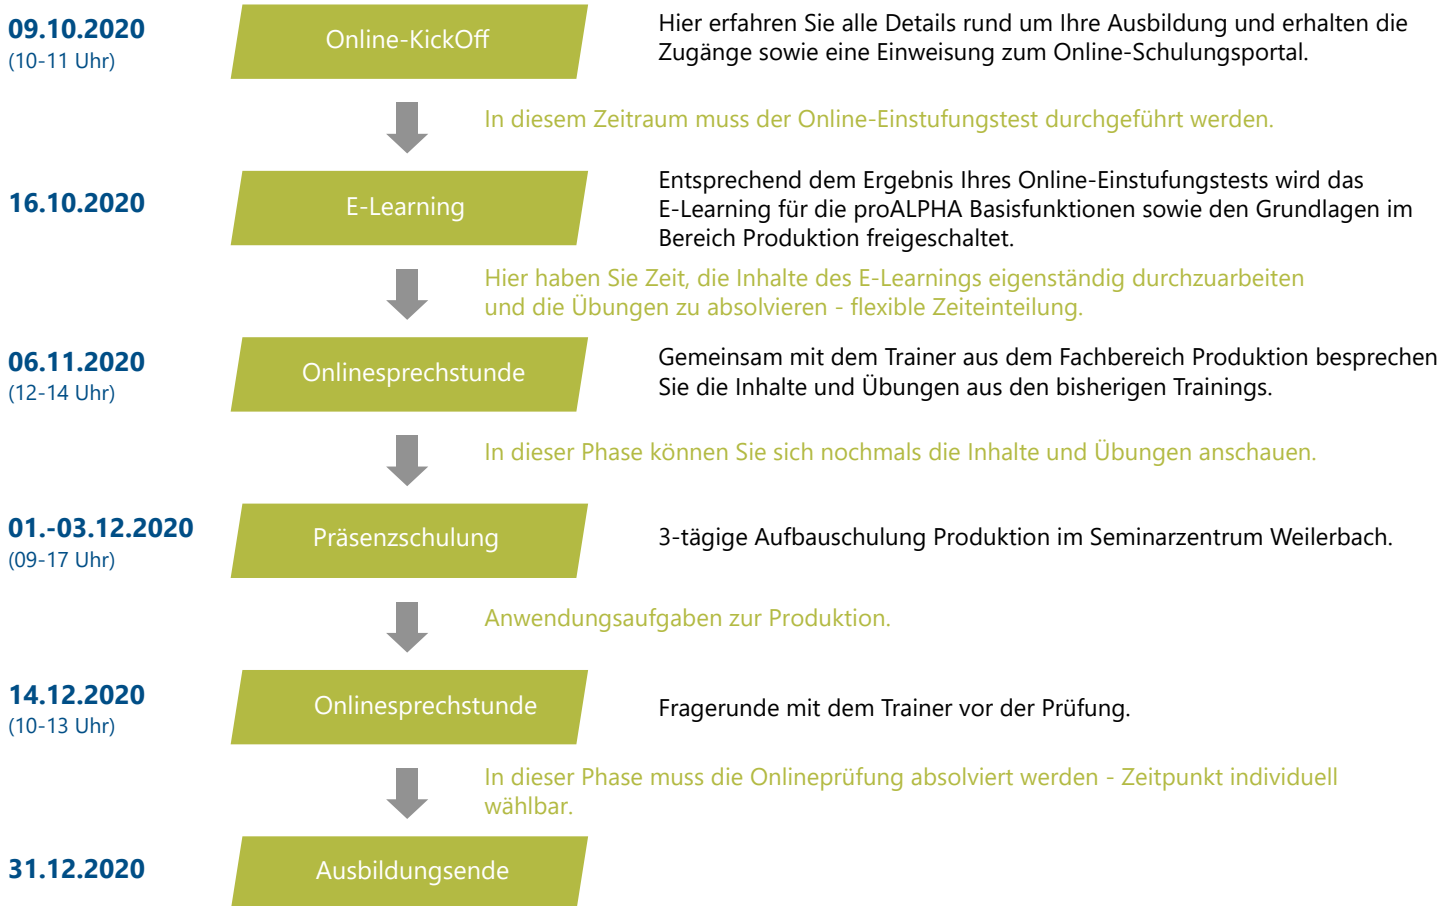 09.10.2020
(10-11 Uhr)
Online-KickOff
Hier erfahren Sie alle Details rund um Ihre Ausbildung und erhalten die
Zugänge sowie eine Einweisung zum Online-Schulungsportal.
In diesem Zeitraum muss der Online-Einstufungstest durchgeführt werden.
16.10.2020
E-Learning
Entsprechend dem Ergebnis Ihres Online-Einstufungstests wird das
E-Learning für die proALPHA Basisfunktionen sowie den Grundlagen im
Bereich Produktion freigeschaltet.
Hier haben Sie Zeit, die Inhalte des E-Learnings eigenständig durchzuarbeiten
und die Übungen zu absolvieren - flexible Zeiteinteilung.
06.11.2020
(12-14 Uhr)
Onlinesprechstunde
Gemeinsam mit dem Trainer aus dem Fachbereich Produktion besprechen
Sie die Inhalte und Übungen aus den bisherigen Trainings.
In dieser Phase können Sie sich nochmals die Inhalte und Übungen anschauen.
01.-03.12.2020
(09-17 Uhr)
Präsenzschulung
3-tägige Aufbauschulung Produktion im Seminarzentrum Weilerbach.
Anwendungsaufgaben zur Produktion.
14.12.2020
(10-13 Uhr)
Onlinesprechstunde
Fragerunde mit dem Trainer vor der Prüfung.
In dieser Phase muss die Onlineprüfung absolviert werden - Zeitpunkt individuell
wählbar.
31.12.2020
Ausbildungsende